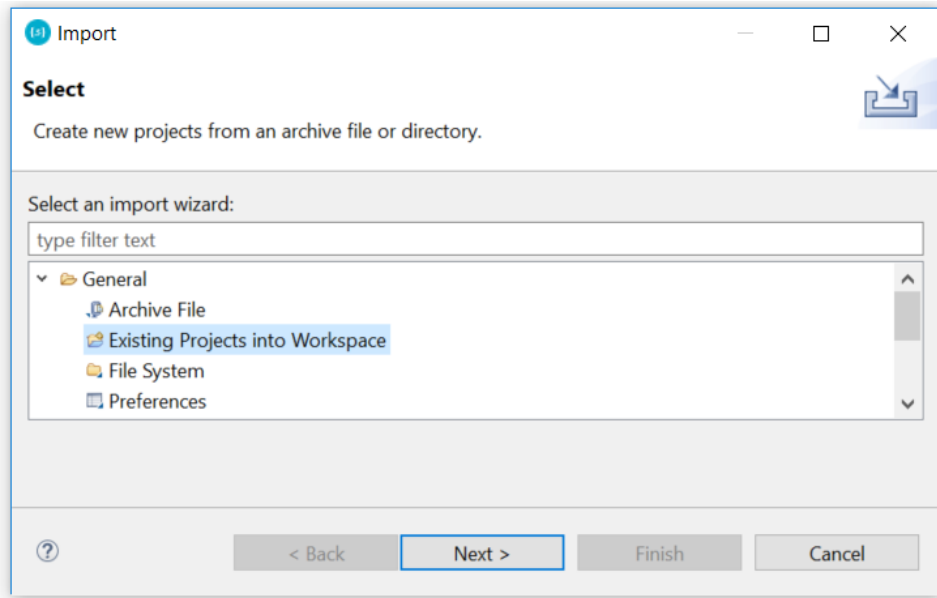 Import
Select
Create new projects from an archive file or directory.
Select an import wizard:
type filter text
General
Archive File
Existing Projects into Workspace
File System
Preferences
? < Back Next > Finish Cancel